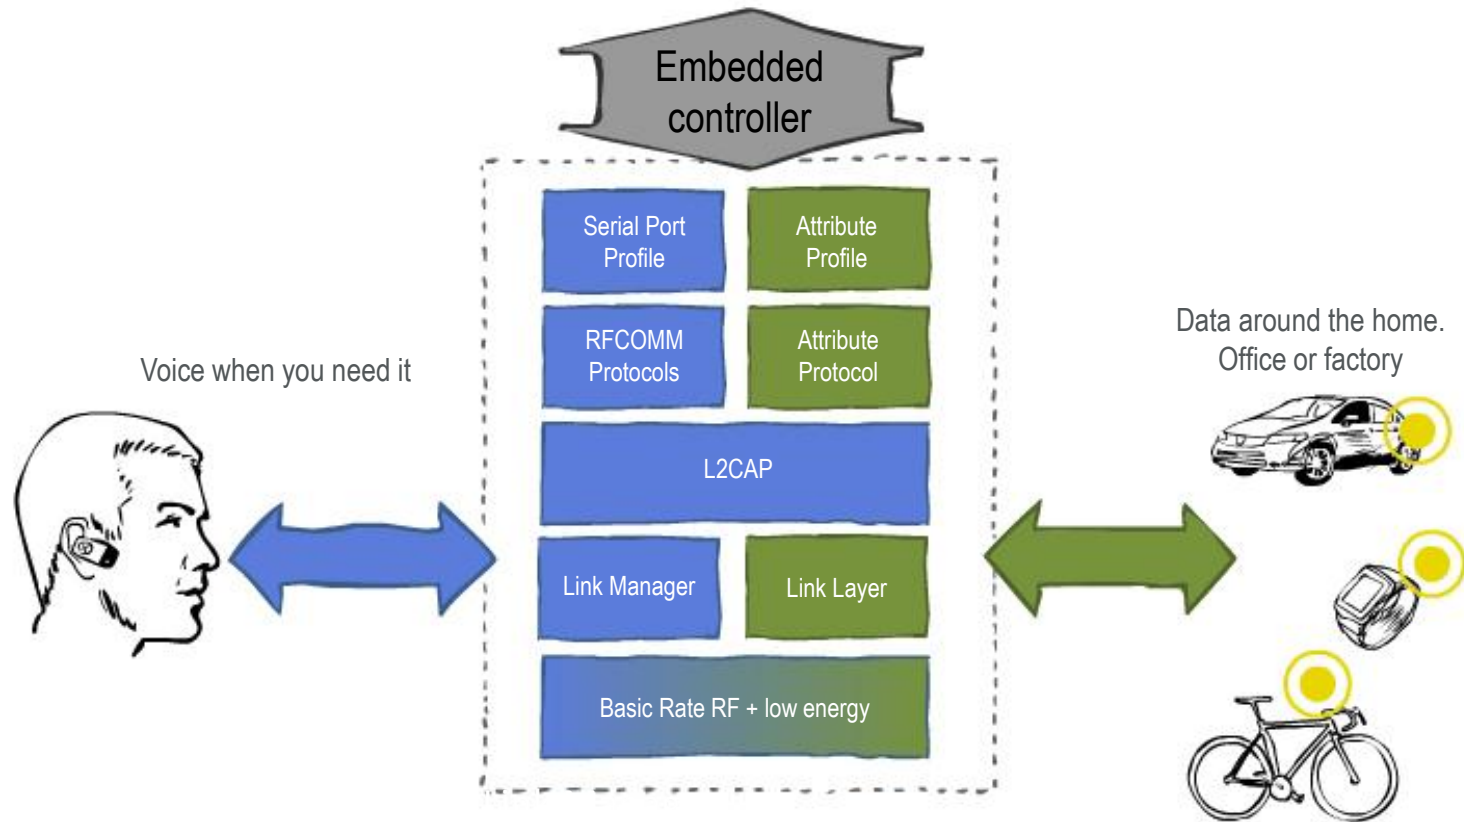 Embedded
controller
Serial Port
Profile
Attribute
Profile
RFCOMM
Protocols
Attribute
Protocol
L2CAP
Link Manager
Link Layer
Basic Rate RF + low energy
Voice when you need it
Data around the home.
Office or factory